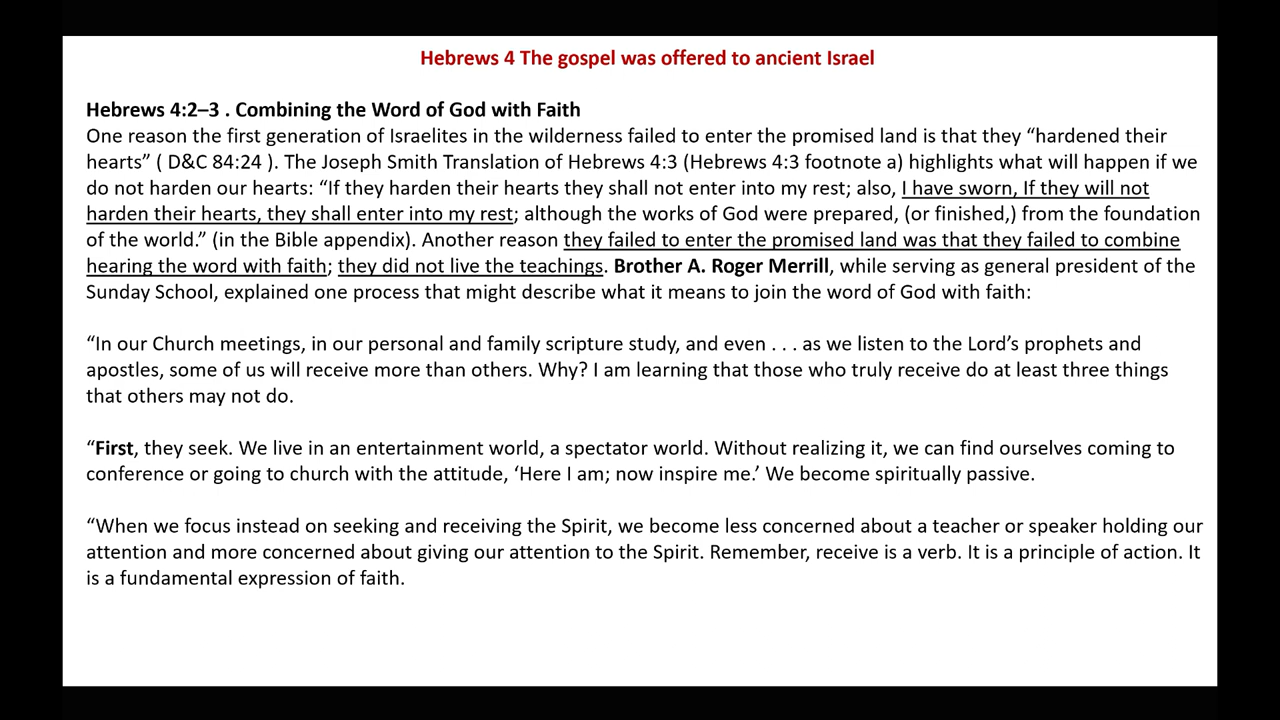 Hebrews 4 The gospel was offered to ancient Israel
Hebrews 4:2–3 . Combining the Word of God with Faith
One reason the first generation of Israelites in the wilderness failed to enter the promised land is that they “hardened their
hearts” ( D&C 84:24 ). The Joseph Smith Translation of Hebrews 4:3 (Hebrews 4:3 footnote a) highlights what will happen if we
do not harden our hearts: “If they harden their hearts they shall not enter into my rest; also, I have sworn, If they will not
harden their hearts, they shall enter into my rest; although the works of God were prepared, (or finished,) from the foundation
of the world.” (in the Bible appendix). Another reason they failed to enter the promised land was that they failed to combine
hearing the word with faith; they did not live the teachings. Brother A. Roger Merrill, while serving as general president of the
Sunday School, explained one process that might describe what it means to join the word of God with faith:
“In our Church meetings, in our personal and family scripture study, and even . . . as we listen to the Lord’s prophets and
apostles, some of us will receive more than others. Why? I am learning that those who truly receive do at least three things
that others may not do.
“First, they seek. We live in an entertainment world, a spectator world. Without realizing it, we can find ourselves coming to
conference or going to church with the attitude, ‘Here I am; now inspire me.’ We become spiritually passive.
“When we focus instead on seeking and receiving the Spirit, we become less concerned about a teacher or speaker holding our
attention and more concerned about giving our attention to the Spirit. Remember, receive is a verb. It is a principle of action. It
is a fundamental expression of faith.